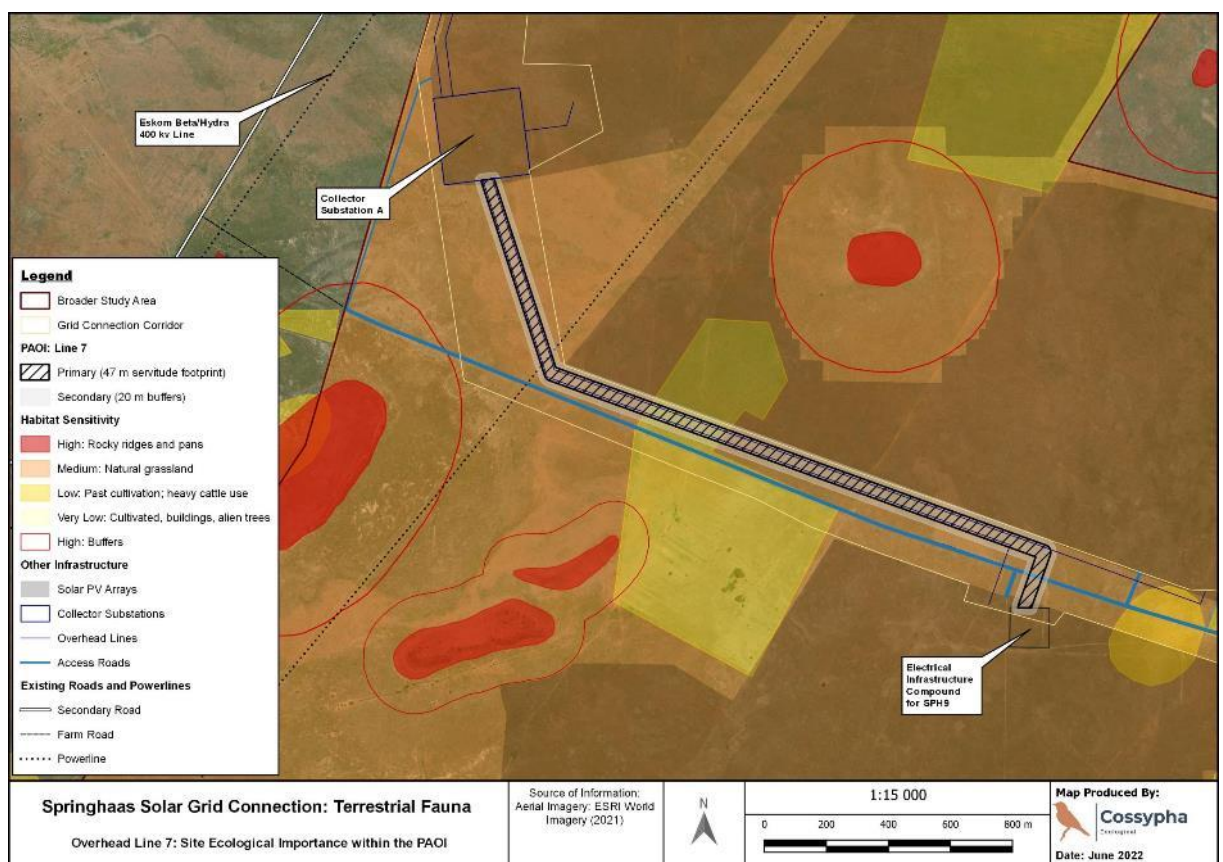 Eskom Beta/Hydra
400 kv Line
Collector
Substation A
Legend
Broader Study Area
Grid Connection Corridor
PAOI: Line 7
Primary (47 m servitude footprint)
Secondary (20 m buffers)
Habitat Sensitivity
High: Rocky ridges and pans
Medium: Natural grassland
Low: Past cultivation; heavy cattle use
Very Low: Cultivated, buildings, alien trees
High: Buffers
Other Infrastructure
Solar PV Arrays
Collector Substations
Overhead Lines
Access Roads
Existing Roads and Powerlines
Secondary Road
Farm Road
Powerline
Electrical
Infrastructure
Compound
for SPH9
Springhaas Solar Grid Connection: Terrestrial Fauna
Overhead Line 7: Site Ecological Importance within the PAOI
Source of Information:
Aerial Imagery: ESRI World
Imagery (2021)
N
1:15 000
0 200 400 600 800 m
Map Produced By:
Cossypha
Ecological
Date: June 2022